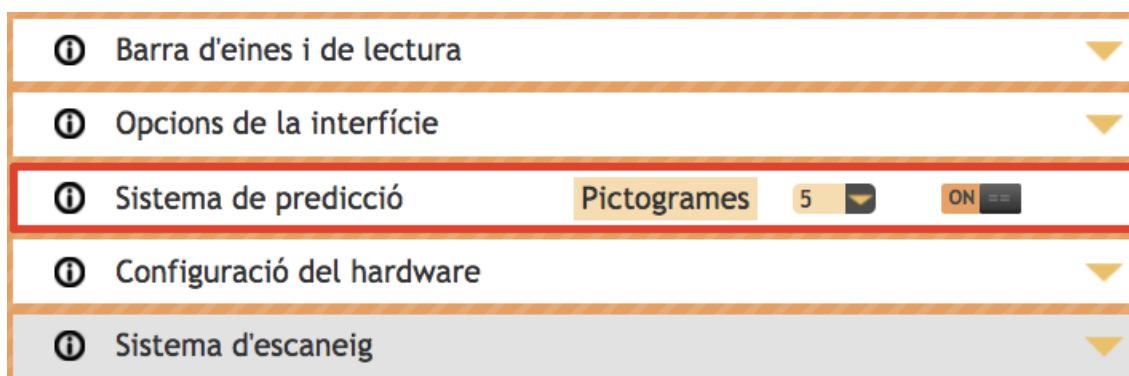 Barra d'eines i de lectura
Opcions de la interfície
Sistema de predicció Pictogrames 5 ON
Configuració del hardware
Sistema d'escaneig